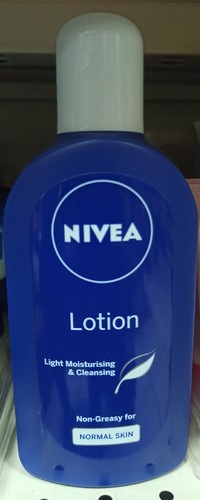 NIVEA
Lotion
Light Moisturising
& Cleansing
Non-Greasy for
NORMAL SKIN